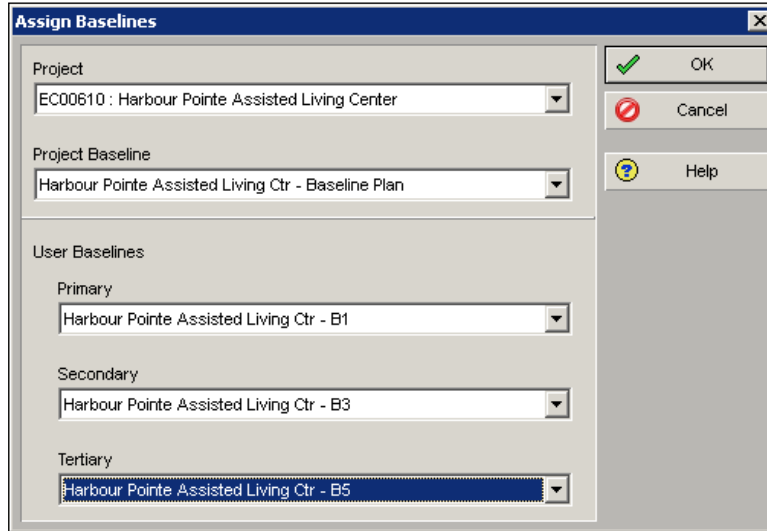 Assign Baselines
Project
EC00610 : Harbour Pointe Assisted Living Center
Project Baseline
Harbour Pointe Assisted Living Ctr - Baseline Plan
User Baselines
Primary
Harbour Pointe Assisted Living Ctr - B1
Secondary
Harbour Pointe Assisted Living Ctr - B3
Tertiary
Harbour Pointe Assisted Living Ctr - B5
OK
Cancel
Help